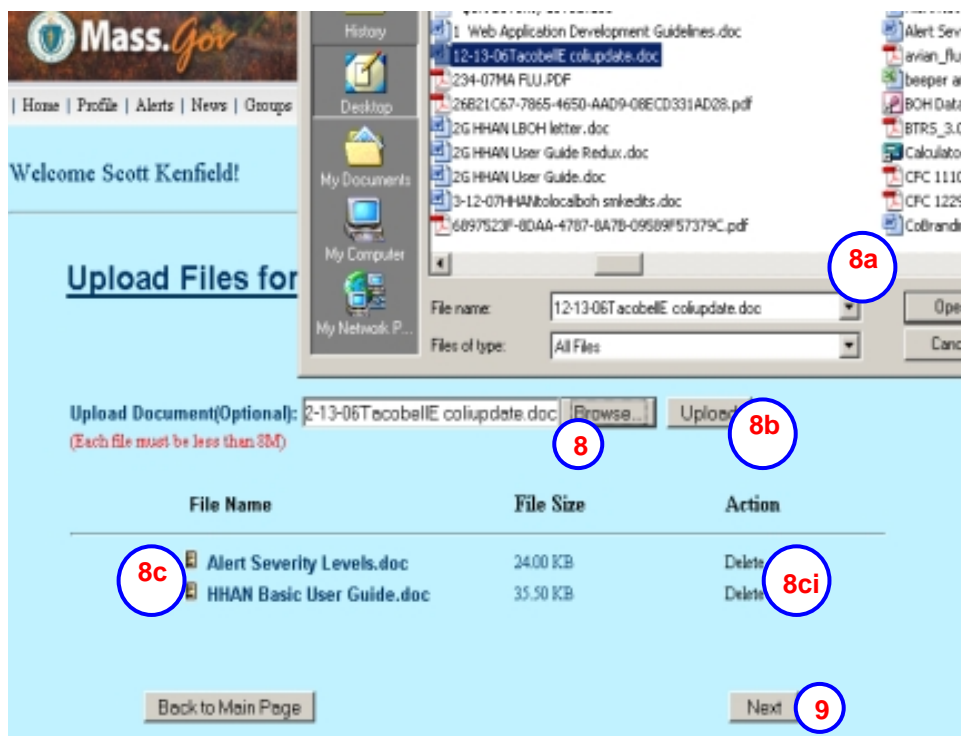 Mass.Gov
| Home | Profile | Alerts | News | Groups
Welcome Scott Kenfield!
Upload Files for
History
Desktop
My Documents
My Computer
My Network P...
1 Web Application Development Guidelines.doc
12-13-06TacobellE coliupdate.doc
234-07MA FLU.PDF
26B21C67-7865-4650-AAD9-08ECD331AD28.pdf
2G HHAN LBOH letter.doc
2G HHAN User Guide Redux.doc
2G HHAN User Guide.doc
3-12-07HHANtolocalboh smkedits.doc
6897523F-8DAA-4787-8A7B-09589F57379C.pdf
Alert Sev
avian_flu
beeper a
BOH Data
BTRS_3.0
Calculato
CFC 1110
CFC 1229
CoBrandi
8a
File name: 12-13-06TacobellE coliupdate.doc Ope
Files of type: All Files Canc
Upload Document(Optional): 2-13-06TacobellE coliupdate.doc Browse... Upload
(Each file must be less than 8M)
8
8b
File Name File Size Action
8c
Alert Severity Levels.doc 24.00 KB Delete
HHAN Basic User Guide.doc 35.50 KB Delete
8ci
Back to Main Page Next 9